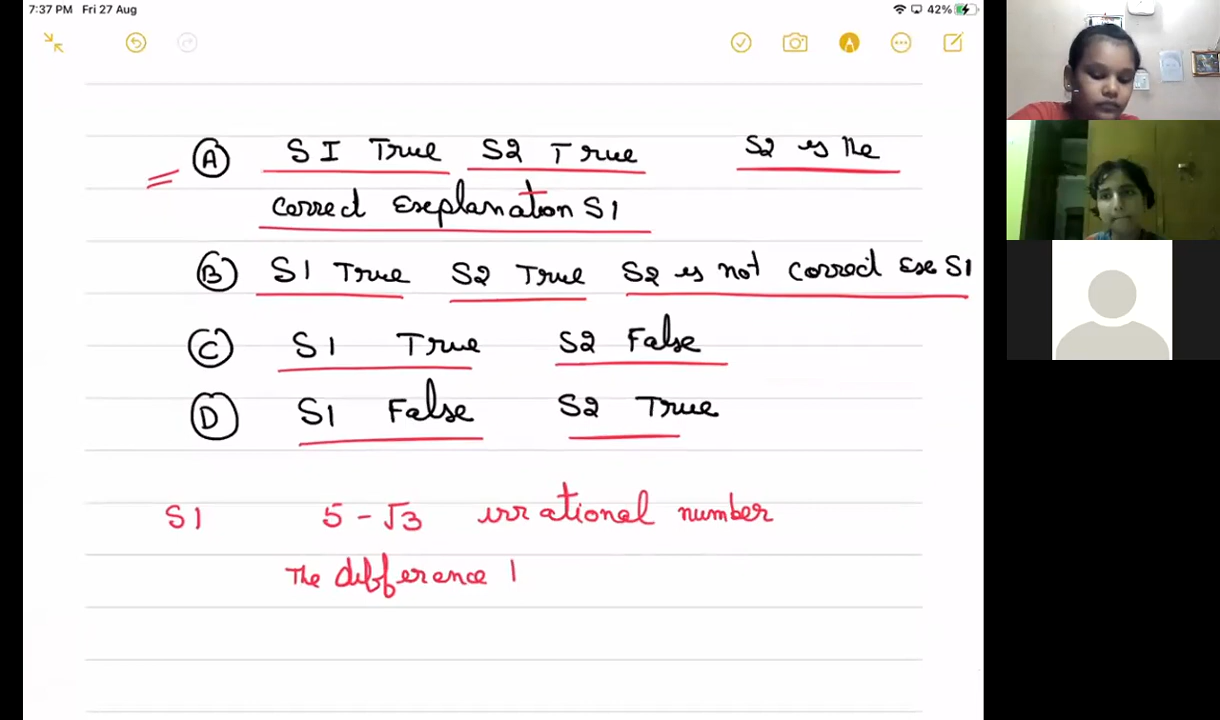 7:37 PM Fri 27 Aug 42%
A S I True S2 True S2 is the
correct Explanation S1
B S1 True S2 True S2 is not correct Exe S1
C S1 True S2 False
D S1 False S2 True
S1 5 - √3 irrational number
The difference